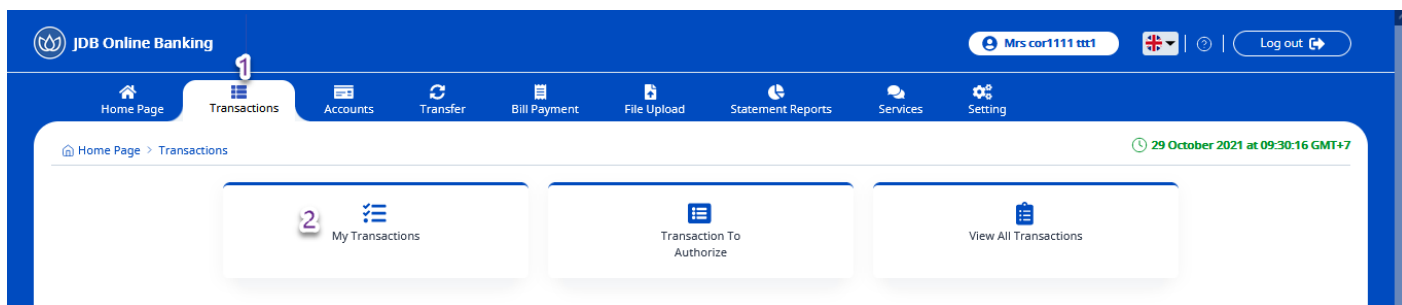 JDB Online Banking
Mrs cor1111 ttt1
Log out
1
Home Page
Transactions
Accounts
Transfer
Bill Payment
File Upload
Statement Reports
Services
Setting
Home Page > Transactions
29 October 2021 at 09:30:16 GMT+7
2
My Transactions
Transaction To
Authorize
View All Transactions